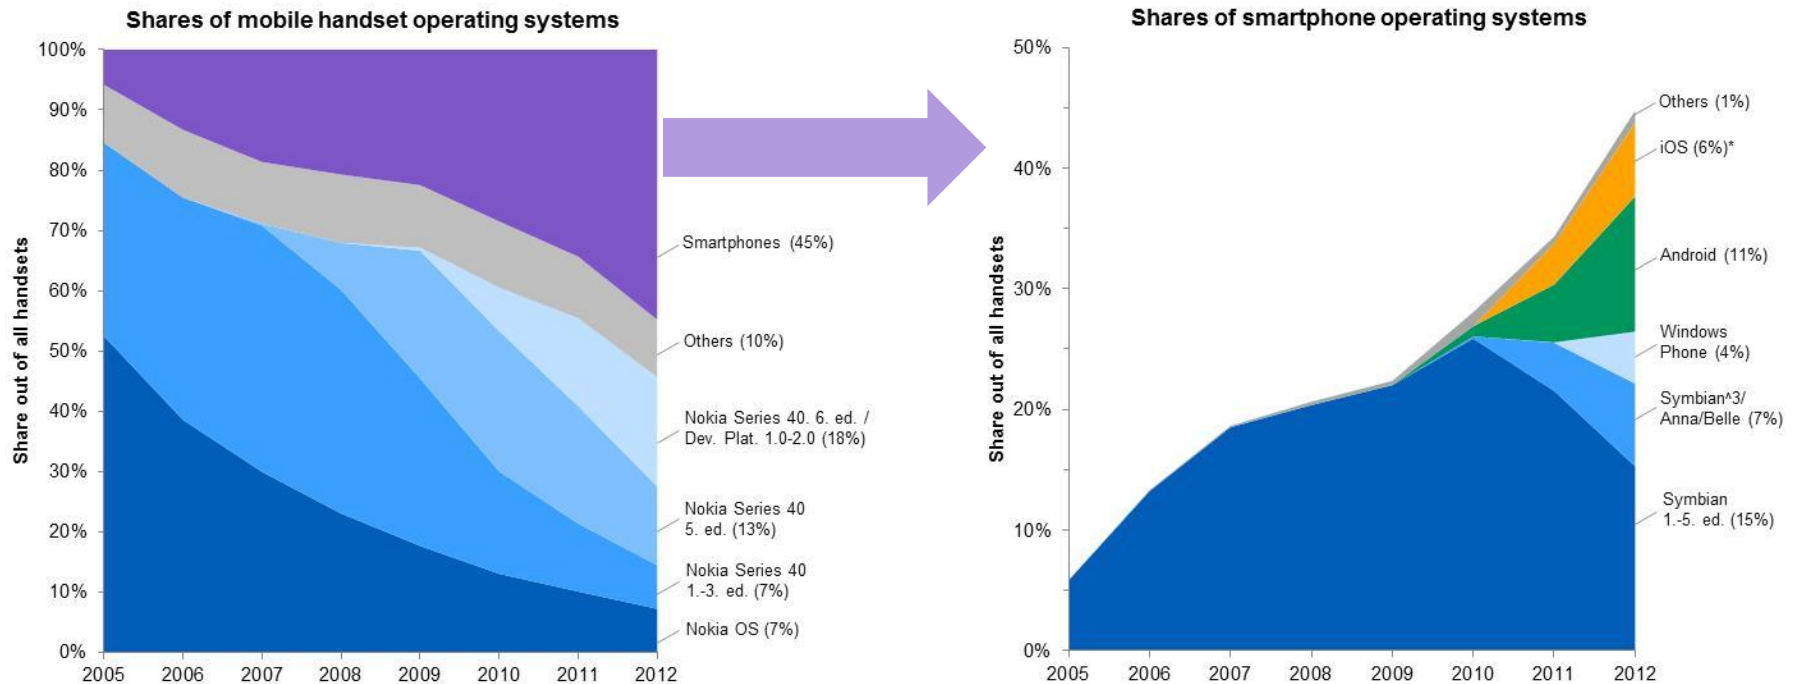 Shares of mobile handset operating systems
100%
90%
80%
70%
60%
50%
40%
30%
20%
10%
0%
Share out of all handsets
2005 2006 2007 2008 2009 2010 2011 2012
Smartphones (45%)
Others (10%)
Nokia Series 40. 6. ed. /
Dev. Plat. 1.0-2.0 (18%)
Nokia Series 40
5. ed. (13%)
Nokia Series 40
1.-3. ed. (7%)
Nokia OS (7%)
Shares of smartphone operating systems
50%
40%
30%
20%
10%
0%
Share out of all handsets
2005 2006 2007 2008 2009 2010 2011 2012
Others (1%)
iOS (6%)*
Android (11%)
Windows
Phone (4%)
Symbian^3/
Anna/Belle (7%)
Symbian
1.-5. ed. (15%)